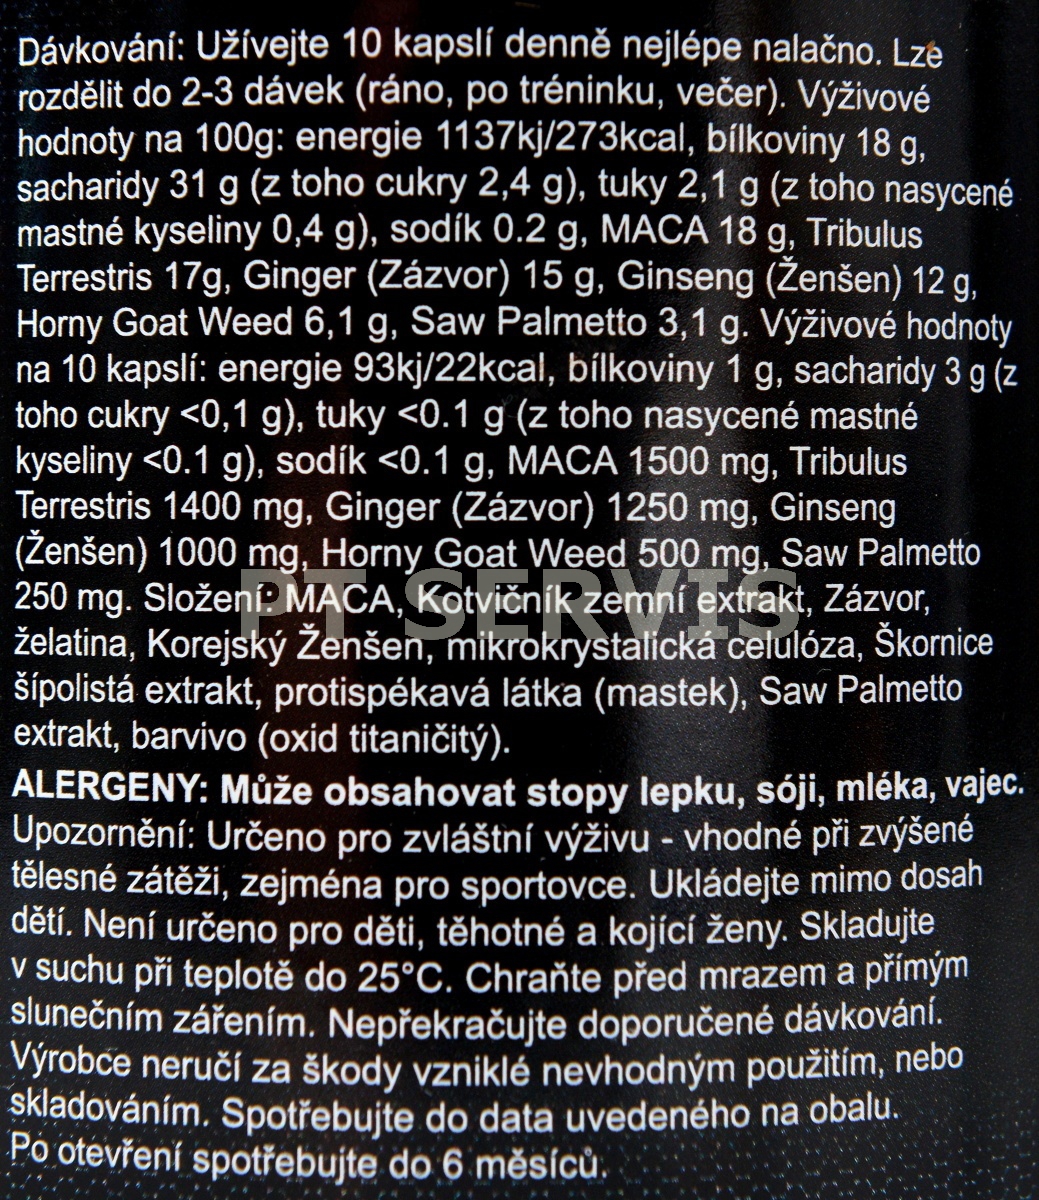 Dávkování: Užívejte 10 kapslí denně nejlépe nalačno. Lze
rozdělit do 2-3 dávek (ráno, po tréninku, večer). Výživové
hodnoty na 100g: energie 1137kj/273kcal, bílkoviny 18 g,
sacharidy 31 g (z toho cukry 2,4 g), tuky 2,1 g (z toho nasycené
mastné kyseliny 0,4 g), sodík 0.2 g, MACA 18 g, Tribulus
Terrestris 17g, Ginger (Zázvor) 15 g, Ginseng (Ženšen) 12 g,
Horny Goat Weed 6,1 g, Saw Palmetto 3,1 g. Výživové hodnoty
na 10 kapslí: energie 93kj/22kcal, bílkoviny 1 g, sacharidy 3 g (z
toho cukry <0,1 g), tuky <0.1 g (z toho nasycené mastné
kyseliny <0.1 g), sodík <0.1 g, MACA 1500 mg, Tribulus
Terrestris 1400 mg, Ginger (Zázvor) 1250 mg, Ginseng
(Ženšen) 1000 mg, Horny Goat Weed 500 mg, Saw Palmetto
250 mg. Složení: MACA, Kotvičník zemní extrakt, Zázvor,
PT SERVIS
želatina, Korejský Ženšen, mikrokrystalická celulóza, Škornice
šípolistá extrakt, protispékavá látka (mastek), Saw Palmetto
extrakt, barvivo (oxid titaničitý).
ALERGENY: Může obsahovat stopy lepku, sóji, mléka, vajec.
Upozornění: Určeno pro zvláštní výživu - vhodné při zvýšené
tělesné zátěži, zejména pro sportovce. Ukládejte mimo dosah
dětí. Není určeno pro děti, těhotné a kojící ženy. Skladujte
v suchu při teplotě do 25°C. Chraňte před mrazem a přímým
slunečním zářením. Nepřekračujte doporučené dávkování.
Výrobce neručí za škody vzniklé nevhodným použitím, nebo
skladováním. Spotřebujte do data uvedeného na obalu.
Po otevření spotřebujte do 6 měsíců.